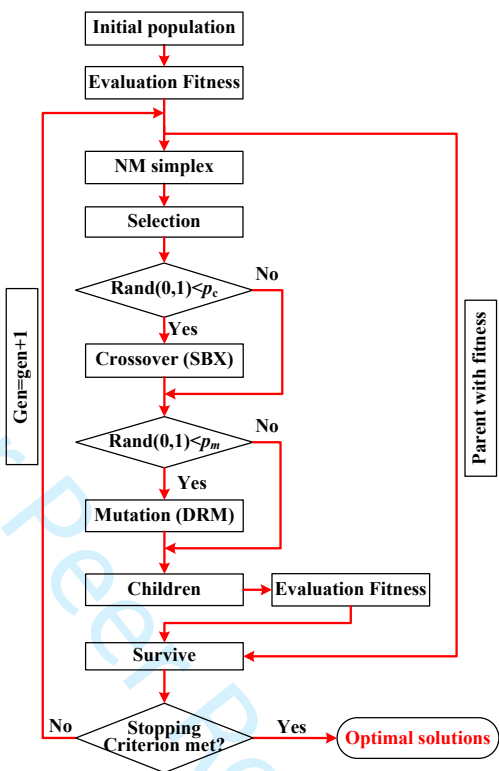 Initial population
Evaluation Fitness
NM simplex
Selection
Rand(0,1)<pc
No
Yes
Crossover (SBX)
Rand(0,1)<pm
No
Yes
Mutation (DRM)
Children
Evaluation Fitness
Survive
Stopping
Criterion met?
No
Yes
Optimal solutions
Gen=gen+1
Parent with fitness
r Peer Re